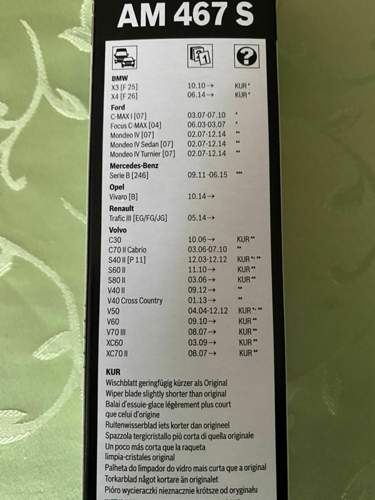 AM 467 S
BMW
X3 [F 25] 10.10→ KUR *
X4 [F 26] 06.14→ KUR *
Ford
C-MAX I [07] 03.07-07.10 *
Focus C-MAX [04] 06.03-03.07 *
Mondeo IV [07] 02.07-12.14 **
Mondeo IV Sedan [07] 02.07-12.14 **
Mondeo IV Turnier [07] 02.07-12.14 **
Mercedes-Benz
Serie B [246] 09.11-06.15 ***
Opel
Vivaro [B] 10.14→
Renault
Trafic III [EG/FG/JG] 05.14→
Volvo
C30 10.06→ KUR **
C70 II Cabrio 03.06-07.10 **
S40 II [P 11] 12.03-12.12 KUR *; **
S60 II 11.10→ KUR **
S80 II 03.06→ KUR **
V40 II 09.12→ **
V40 Cross Country 01.13→ **
V50 04.04-12.12 KUR *; **
V60 09.10→ KUR **
V70 III 08.07→ KUR **
XC60 03.09→ KUR **
XC70 II 08.07→ KUR **
KUR
Wischblatt geringfügig kürzer als Original
Wiper blade slightly shorter than original
Balai d'essuie-glace légèrement plus court
que celui d'origine
Ruitenwisserblad iets korter dan origineel
Spazzola tergicristallo più corta di quella originale
Un poco más corto que la raqueta
limpia-cristales original
Palheta do limpador do vidro mais curta que a original
Torkarblad något kortare än originalet
Pióro wycieraczki nieznacznie krótsze od oryginału